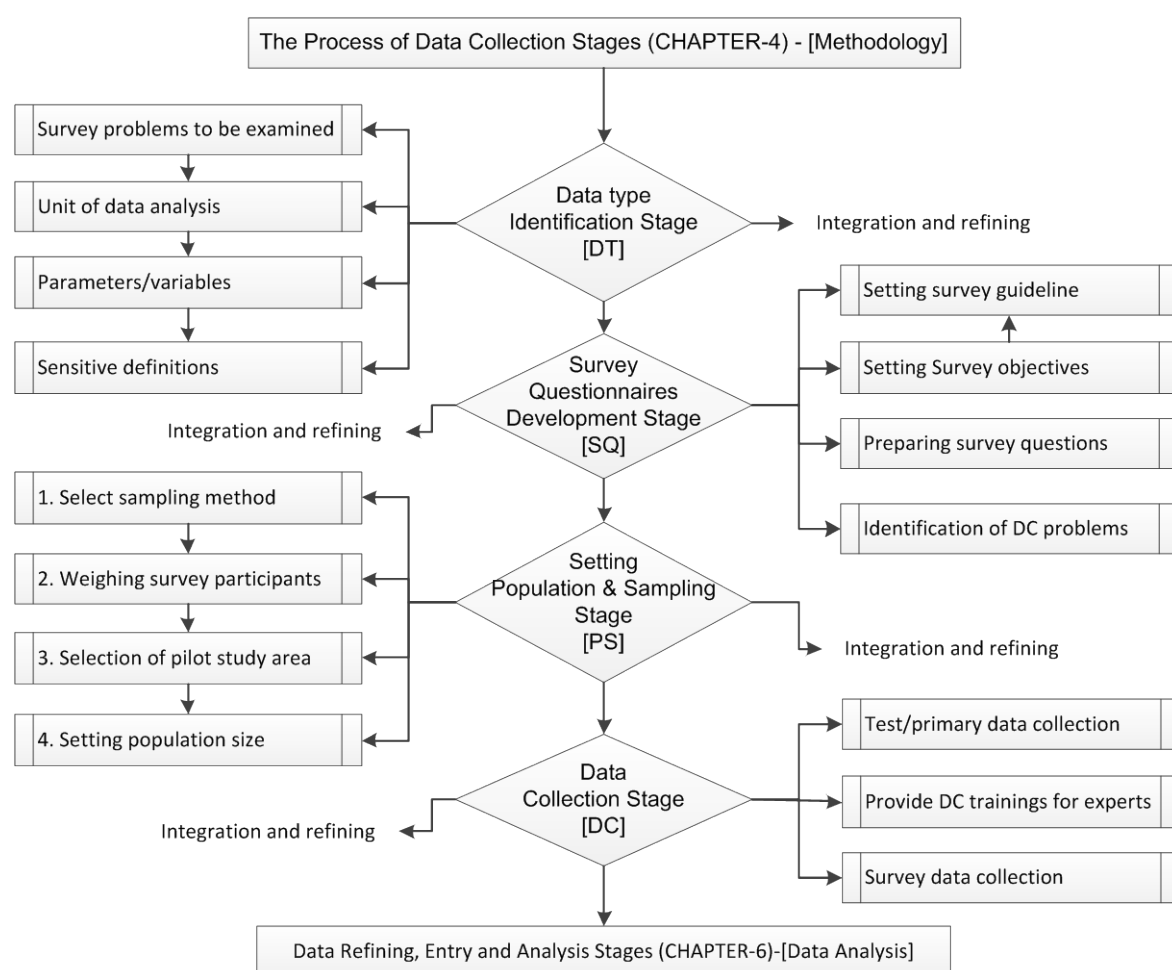 The Process of Data Collection Stages (CHAPTER-4) - [Methodology]
Survey problems to be examined
Unit of data analysis
Parameters/variables
Sensitive definitions
Data type
Identification Stage
[DT]
Integration and refining
Setting survey guideline
Setting Survey objectives
Preparing survey questions
Identification of DC problems
Survey
Questionnaires
Development Stage
[SQ]
Integration and refining
1. Select sampling method
2. Weighing survey participants
3. Selection of pilot study area
4. Setting population size
Setting
Population & Sampling
Stage
[PS]
Integration and refining
Test/primary data collection
Provide DC trainings for experts
Survey data collection
Data
Collection Stage
[DC]
Integration and refining
Data Refining, Entry and Analysis Stages (CHAPTER-6)-[Data Analysis]